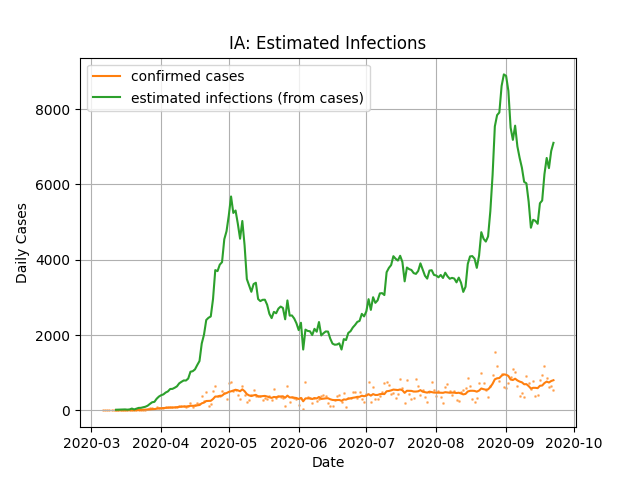 IA: Estimated Infections
confirmed cases
estimated infections (from cases)
Daily Cases
8000
6000
4000
2000
0
2020-03 2020-04 2020-05 2020-06 2020-07 2020-08 2020-09 2020-10
Date